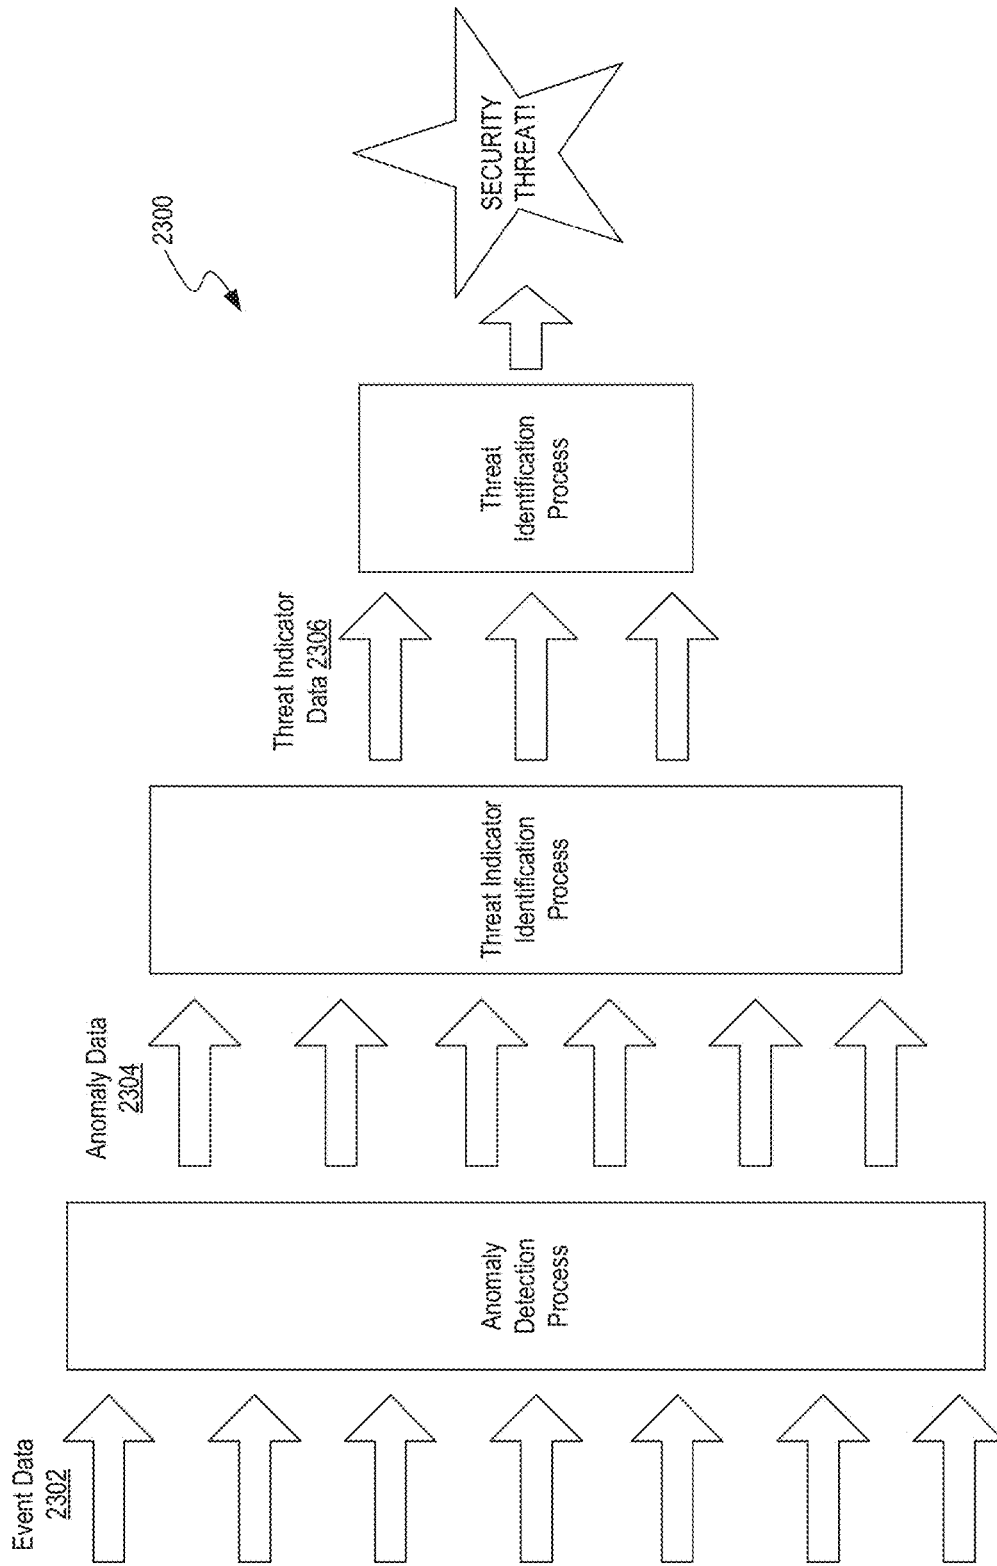 2300
Event Data
2302
Anomaly
Detection
Process
Anomaly Data
2304
Threat Indicator
Identification
Process
Threat Indicator
Data 2306
Threat
Identification
Process
SECURITY
THREAT!